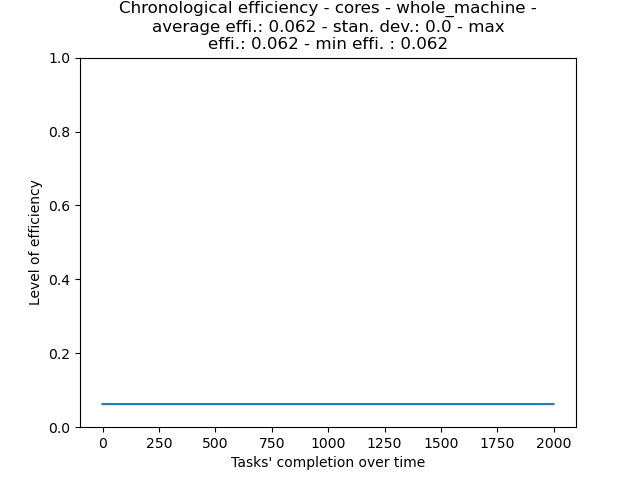 Chronological efficiency - cores - whole_machine -
average effi.: 0.062 - stan. dev.: 0.0 - max
effi.: 0.062 - min effi. : 0.062
1.0
0.8
0.6
0.4
0.2
0.0
Level of efficiency
0 250 500 750 1000 1250 1500 1750 2000
Tasks' completion over time